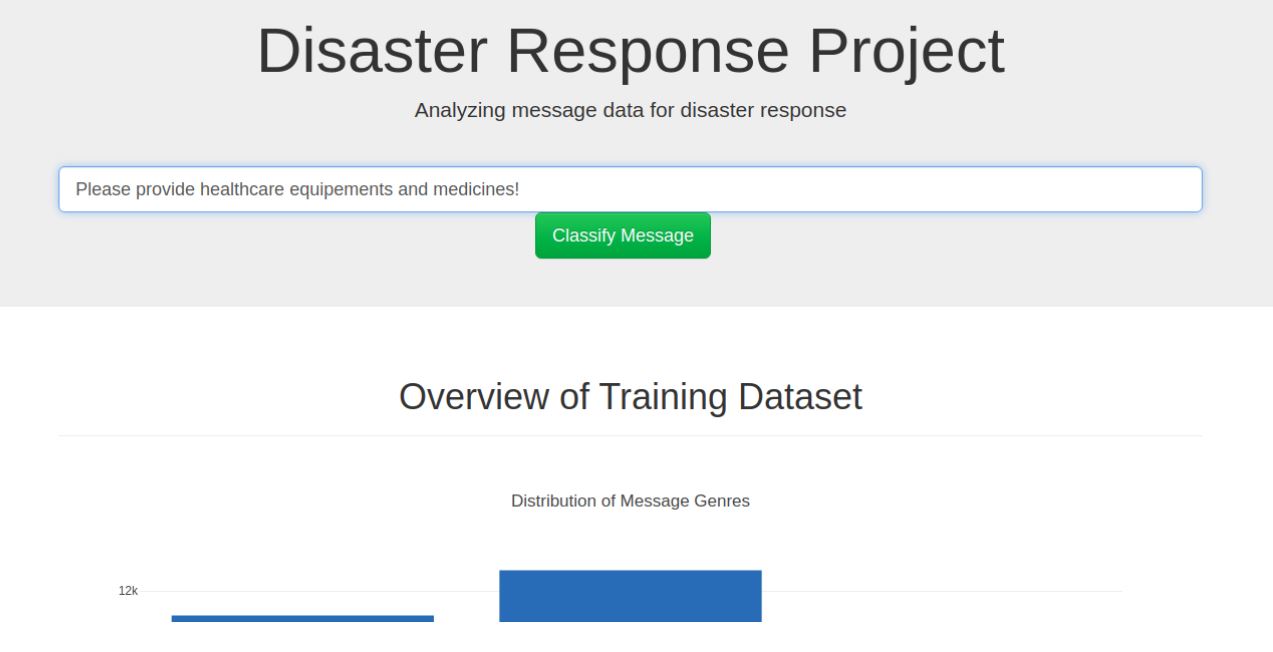 Disaster Response Project
Analyzing message data for disaster response
Please provide healthcare equipements and medicines!
Classify Message
Overview of Training Dataset
Distribution of Message Genres
12k